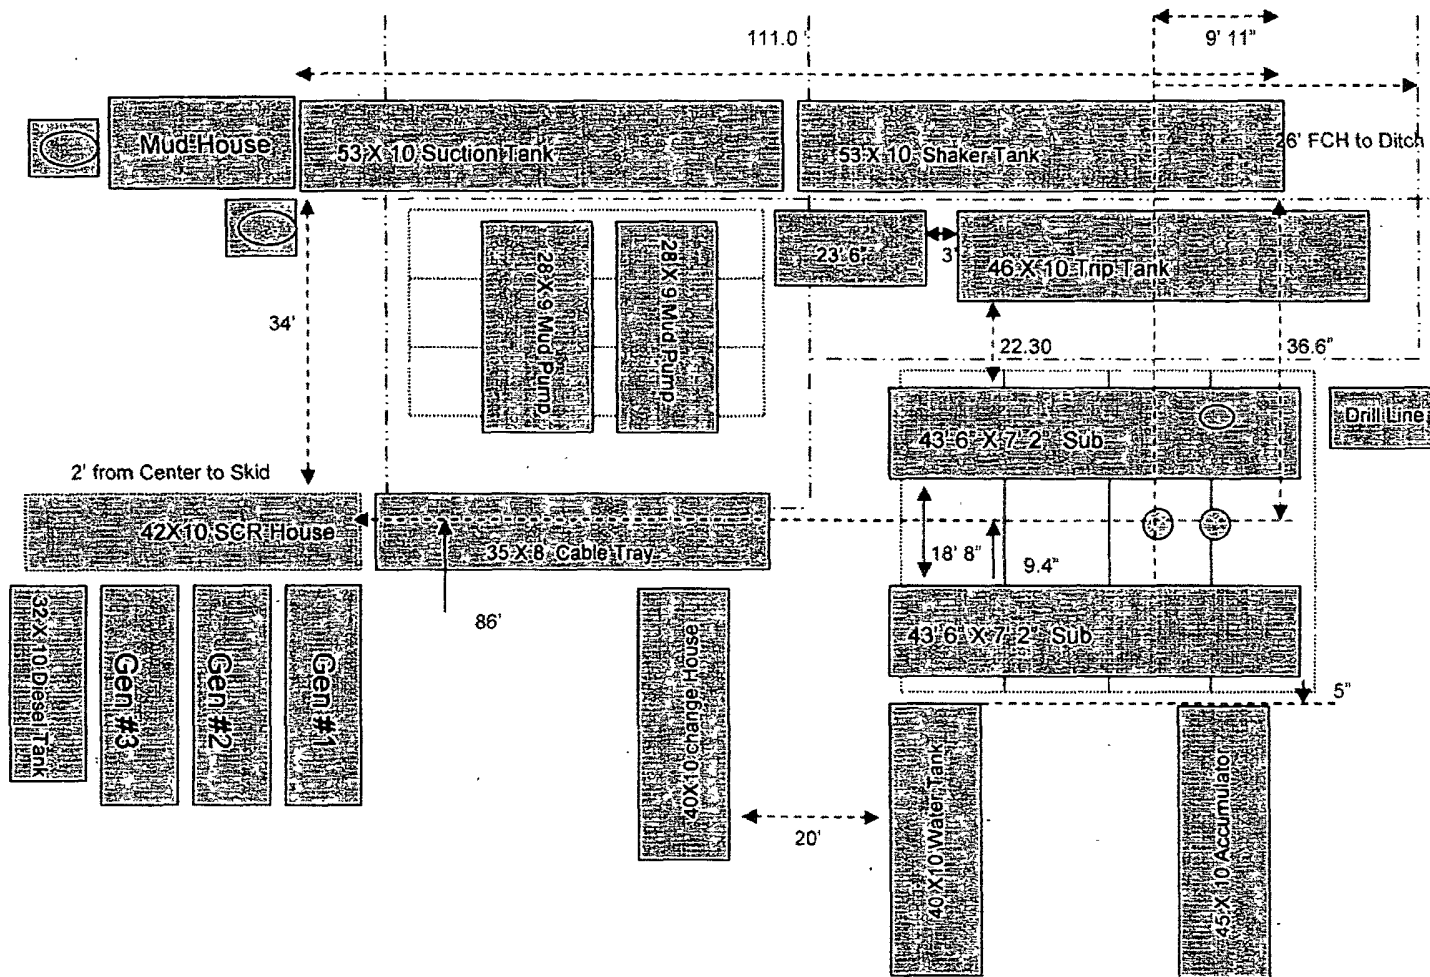 111.0'
9' 11"
Mud House
53 X 10 Suction Tank
53 X 10 Shaker Tank
26' FCH to Ditch
28 X 9 Mud Pump
28 X 9 Mud Pump
23' 6"
3'
46 X 10 Trip Tank
34'
22.30
36.6"
43' 6" X 7' 2" Sub
Drill Line
2' from Center to Skid
42X10 SCR House
35 X 8 Cable Tray
18' 8"
9.4"
86'
43' 6" X 7' 2" Sub
32 X 10 Diesel Tank
Gen #3
Gen #2
Gen #1
40X10 change House
5"
20'
40 X10 Water Tank
45 X 10 Accumulator